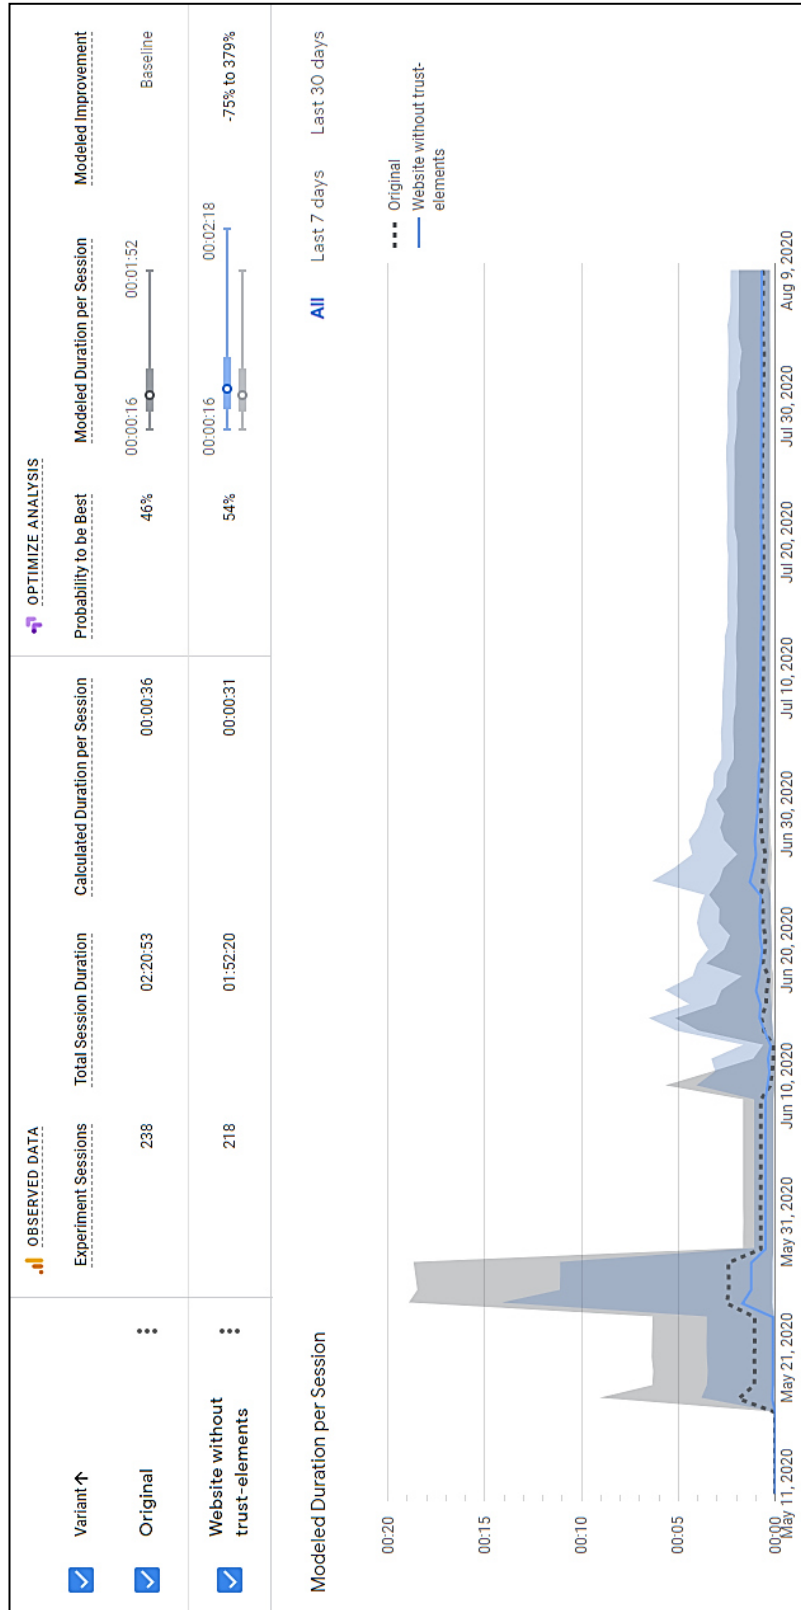 OBSERVED DATA
OPTIMIZE ANALYSIS
Variant ↑
Experiment Sessions
Total Session Duration
Calculated Duration per Session
Probability to be Best
Modeled Duration per Session
Modeled Improvement
Original
238
02:20:53
00:00:36
46%
00:00:16
00:01:52
Baseline
Website without
trust-elements
218
01:52:20
00:00:31
54%
00:00:16
00:02:18
-75% to 379%
Modeled Duration per Session
All
Last 7 days
Last 30 days
Original
Website without trust-
elements
00:20
00:15
00:10
00:05
00:00
May 11, 2020
May 21, 2020
May 31, 2020
Jun 10, 2020
Jun 20, 2020
Jun 30, 2020
Jul 10, 2020
Jul 20, 2020
Jul 30, 2020
Aug 9, 2020